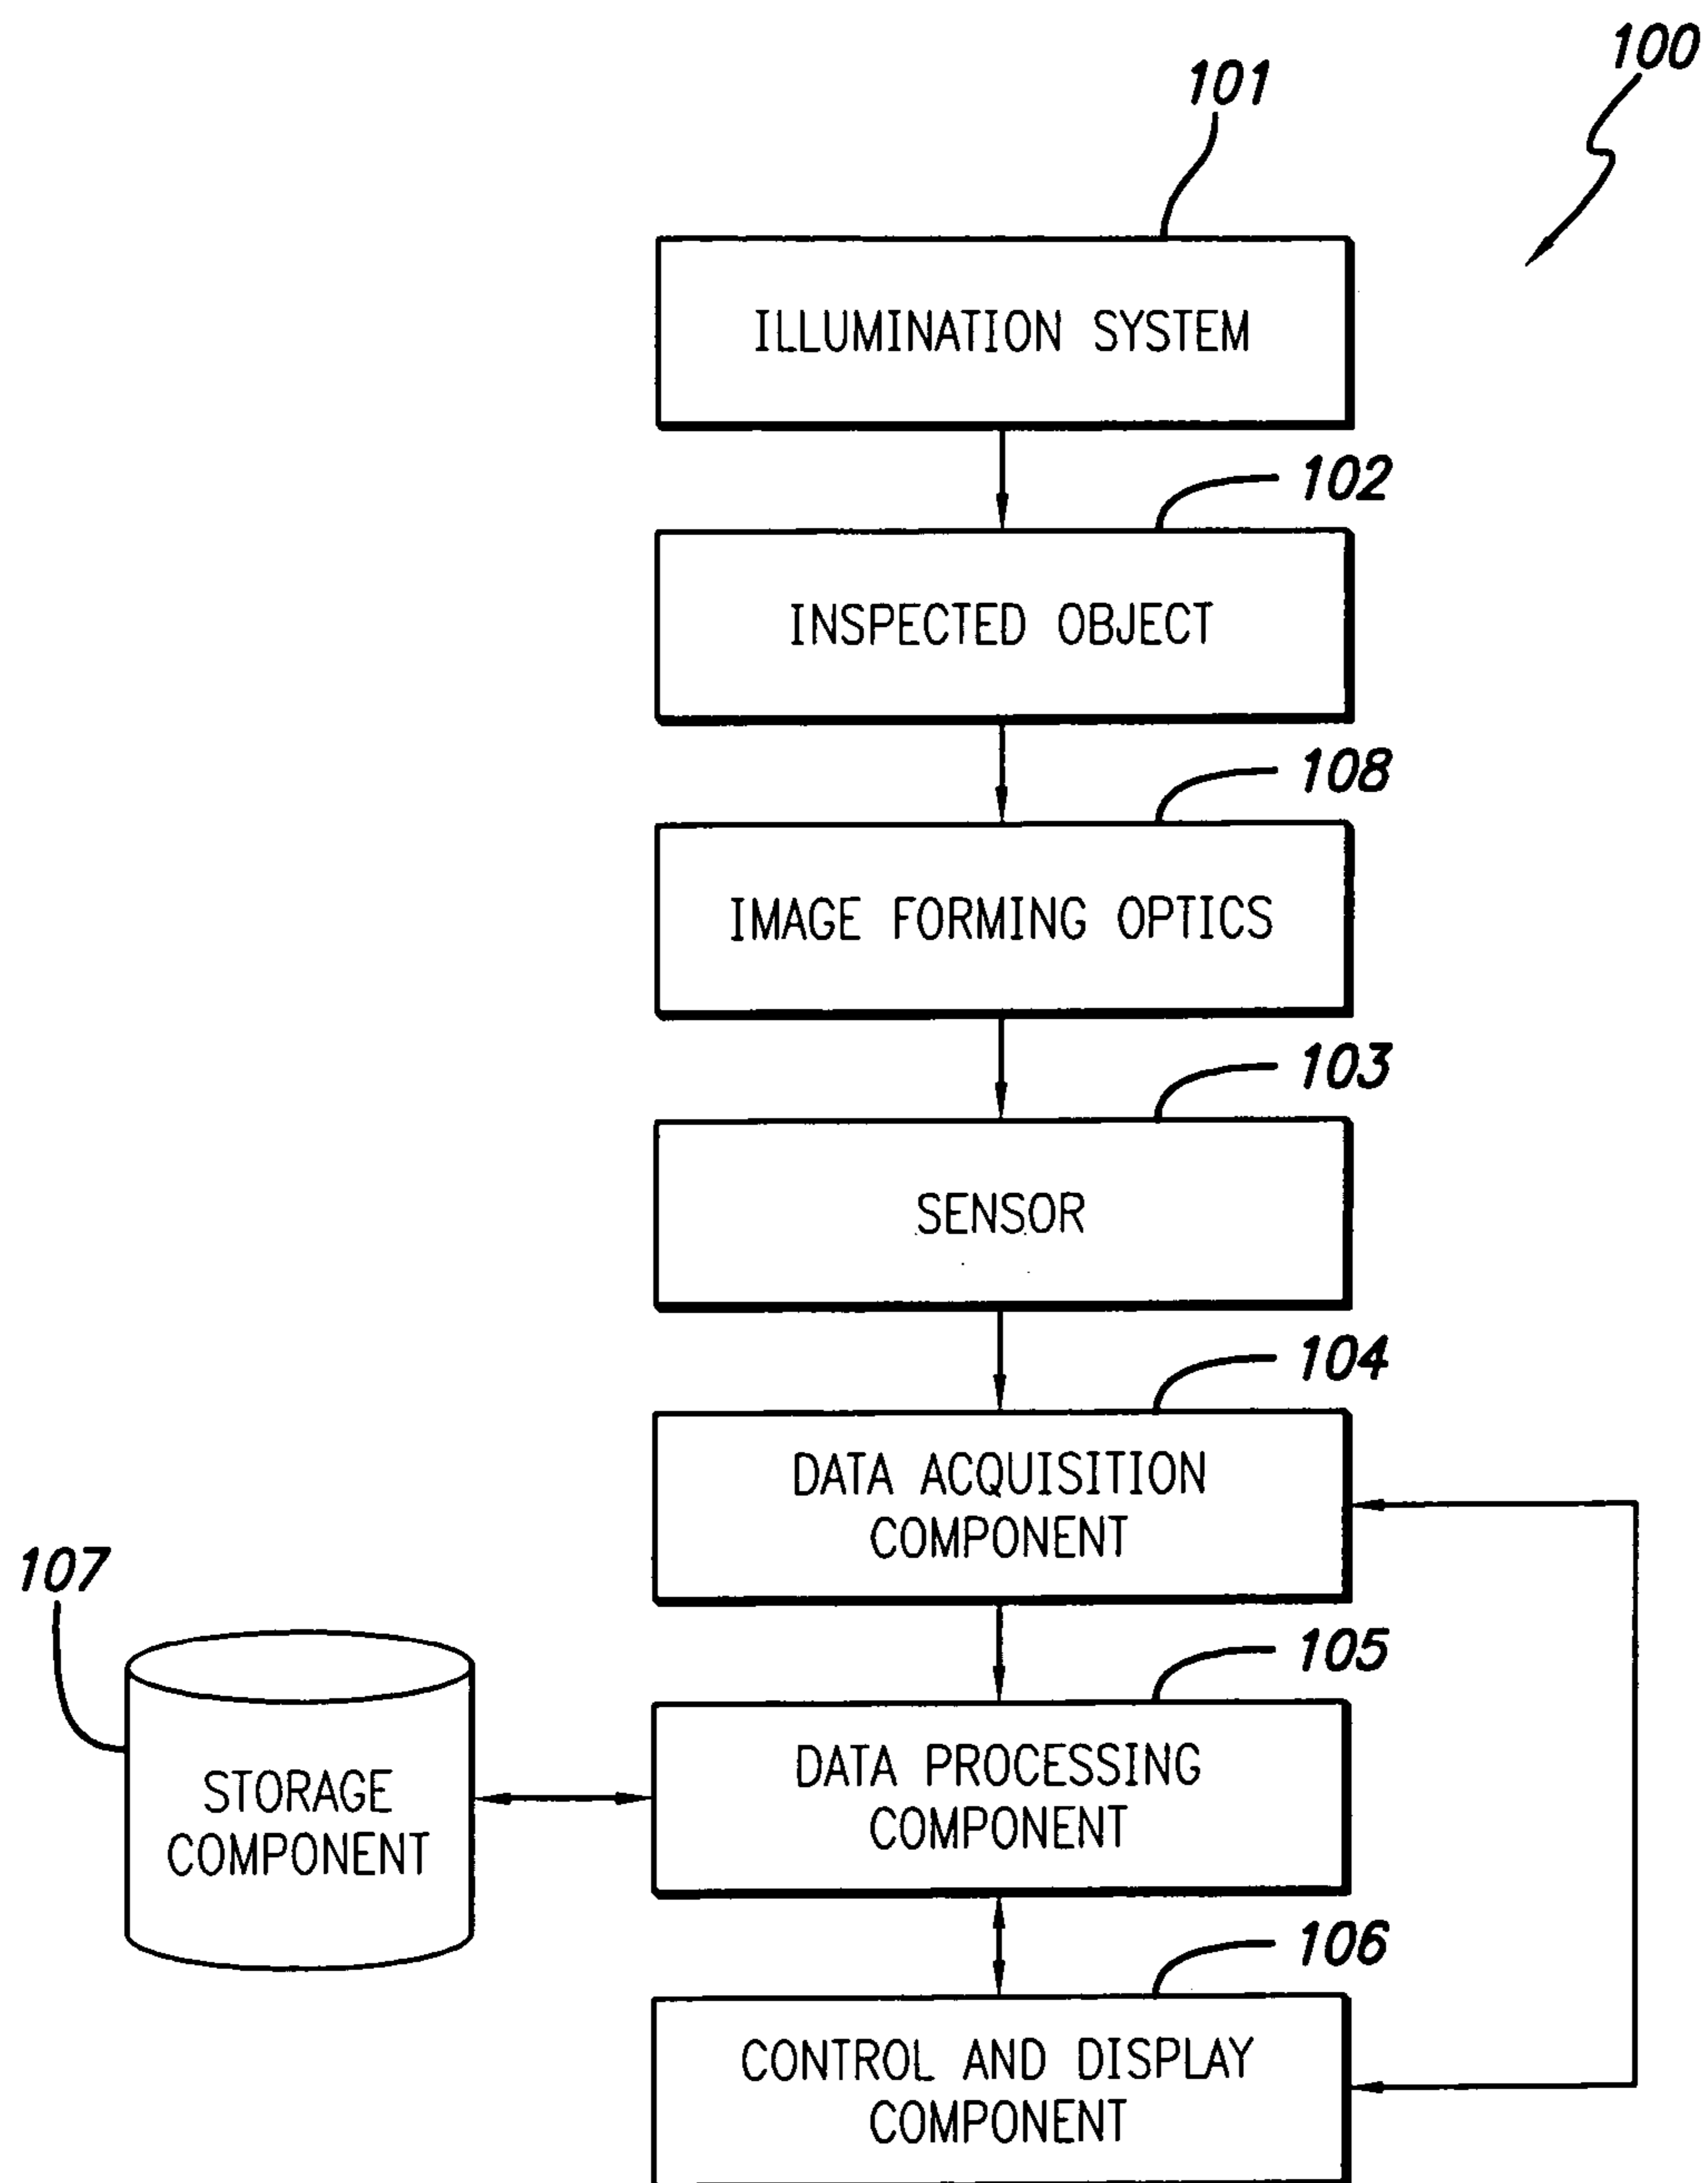 100
101
ILLUMINATION SYSTEM
102
INSPECTED OBJECT
108
IMAGE FORMING OPTICS
103
SENSOR
104
DATA ACQUISITION
COMPONENT
107
105
DATA PROCESSING
COMPONENT
STORAGE
COMPONENT
106
CONTROL AND DISPLAY
COMPONENT